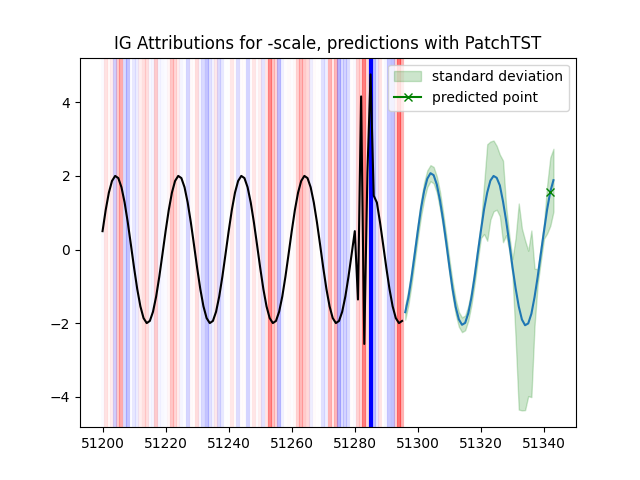 IG Attributions for -scale, predictions with PatchTST
standard deviation
predicted point
4
2
0
−2
−4
51200 51220 51240 51260 51280 51300 51320 51340